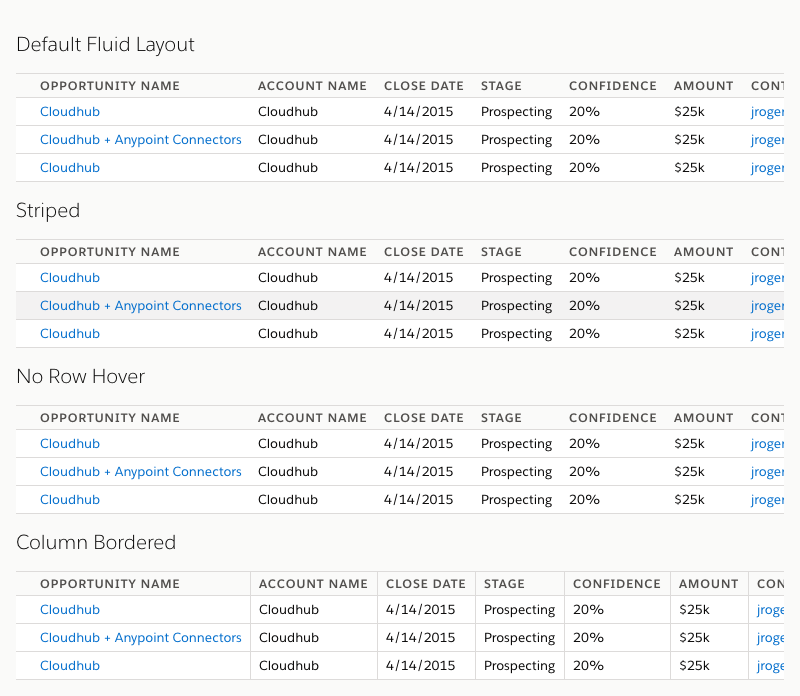 Default Fluid Layout
OPPORTUNITY NAME ACCOUNT NAME CLOSE DATE STAGE CONFIDENCE AMOUNT CONT
Cloudhub Cloudhub 4/14/2015 Prospecting 20% $25k jroger
Cloudhub + Anypoint Connectors Cloudhub 4/14/2015 Prospecting 20% $25k jroger
Cloudhub Cloudhub 4/14/2015 Prospecting 20% $25k jroger
Striped
OPPORTUNITY NAME ACCOUNT NAME CLOSE DATE STAGE CONFIDENCE AMOUNT CONT
Cloudhub Cloudhub 4/14/2015 Prospecting 20% $25k jroger
Cloudhub + Anypoint Connectors Cloudhub 4/14/2015 Prospecting 20% $25k jroger
Cloudhub Cloudhub 4/14/2015 Prospecting 20% $25k jroger
No Row Hover
OPPORTUNITY NAME ACCOUNT NAME CLOSE DATE STAGE CONFIDENCE AMOUNT CONT
Cloudhub Cloudhub 4/14/2015 Prospecting 20% $25k jroger
Cloudhub + Anypoint Connectors Cloudhub 4/14/2015 Prospecting 20% $25k jroger
Cloudhub Cloudhub 4/14/2015 Prospecting 20% $25k jroger
Column Bordered
OPPORTUNITY NAME ACCOUNT NAME CLOSE DATE STAGE CONFIDENCE AMOUNT CON
Cloudhub Cloudhub 4/14/2015 Prospecting 20% $25k jroge
Cloudhub + Anypoint Connectors Cloudhub 4/14/2015 Prospecting 20% $25k jroge
Cloudhub Cloudhub 4/14/2015 Prospecting 20% $25k jroge